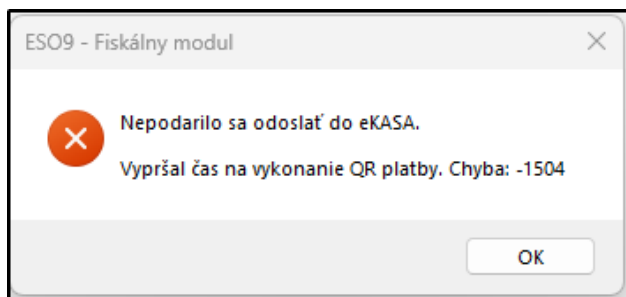 ESO9 - Fiskálny modul
Nepodarilo sa odoslať do eKASA.
Vypršal čas na vykonanie QR platby. Chyba: -1504
OK